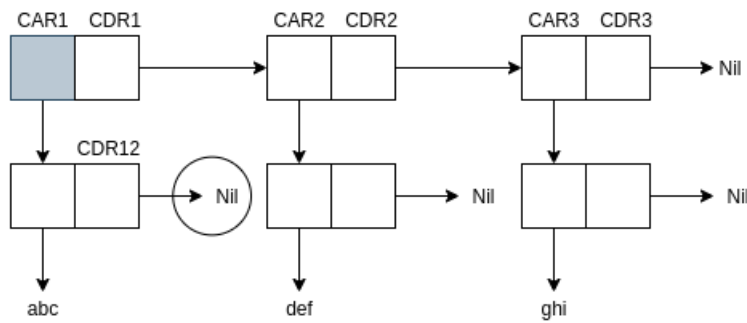 CAR1 CDR1 CAR2 CDR2 CAR3 CDR3
Nil
CDR12
Nil Nil Nil
abc def ghi